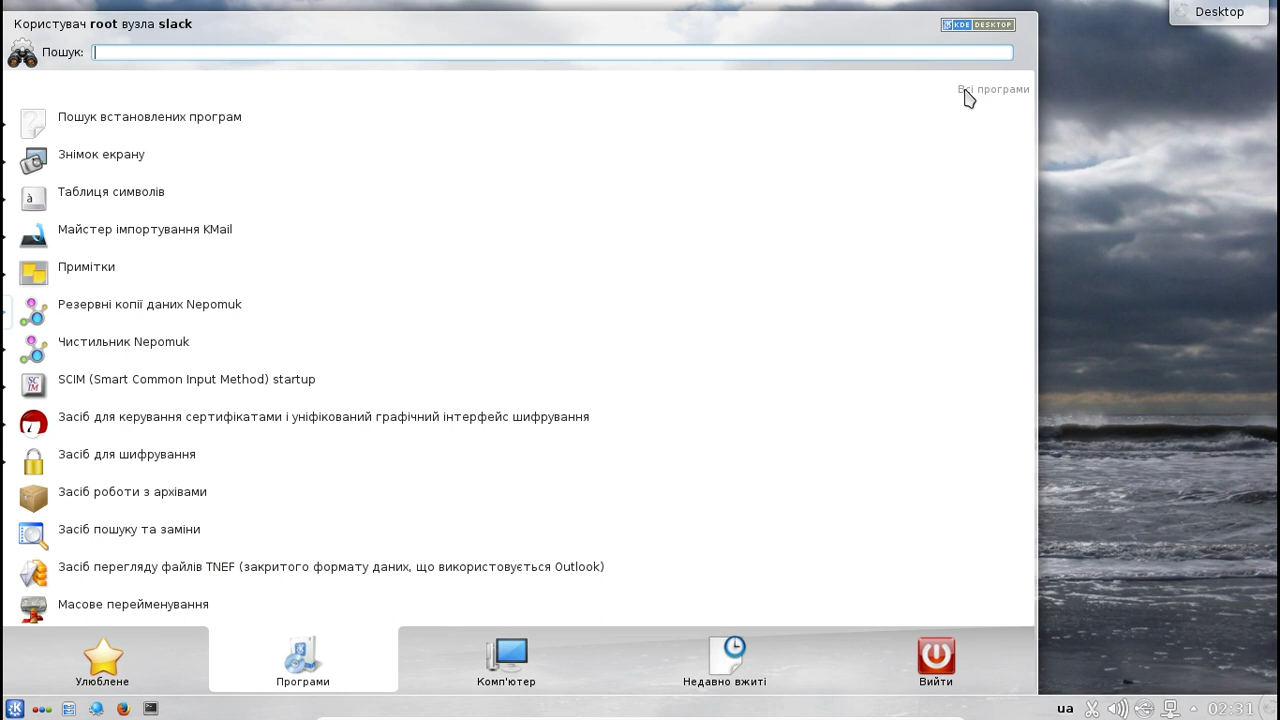 Користувач root вузла slack
KDE DESKTOP
Desktop
Пошук:
Всі програми
Пошук встановлених програм
Знімок екрану
Таблиця символів
Майстер імпортування KMail
Примітки
Резервні копії даних Nepomuk
Чистильник Nepomuk
SCIM (Smart Common Input Method) startup
Засіб для керування сертифікатами і уніфікований графічний інтерфейс шифрування
Засіб для шифрування
Засіб роботи з архівами
Засіб пошуку та заміни
Засіб перегляду файлів TNEF (закритого формату даних, що використовується Outlook)
Масове перейменування
Улюблене
Програми
Комп'ютер
Недавно вжиті
Вийти
ua
02:31